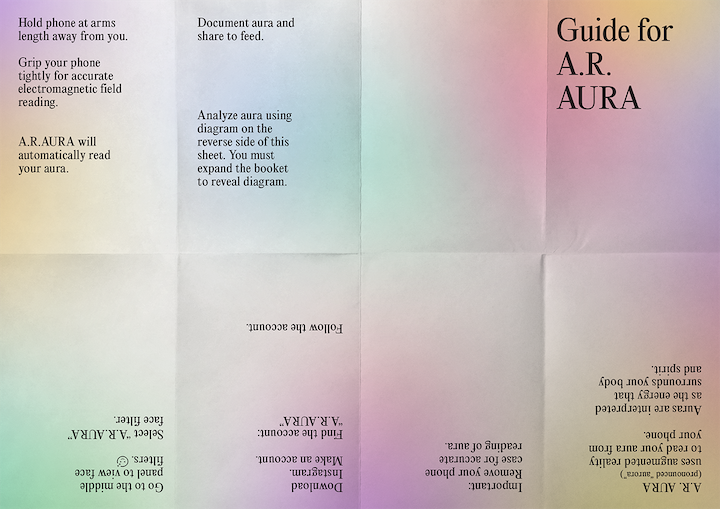 Guide for
A.R.
AURA
A.R. AURA
(pronounced "aurora")
uses augmented reality
to read your aura from
your phone.
Auras are interpreted
as the energy that
surrounds your body
and spirit.
Important:
Remove your phone
case for accurate
reading of aura.
Download
Instagram.
Make an account.
Find the account:
"A.R.AURA"
Follow the account.
Go to the middle
panel to view face
filters.
Select "A.R.AURA"
face filter.
Hold phone at arms
length away from you.
Grip your phone
tightly for accurate
electromagnetic field
reading.
A.R.AURA will
automatically read
your aura.
Document aura and
share to feed.
Analyze aura using
diagram on the
reverse side of this
sheet. You must
expand the booket
to reveal diagram.